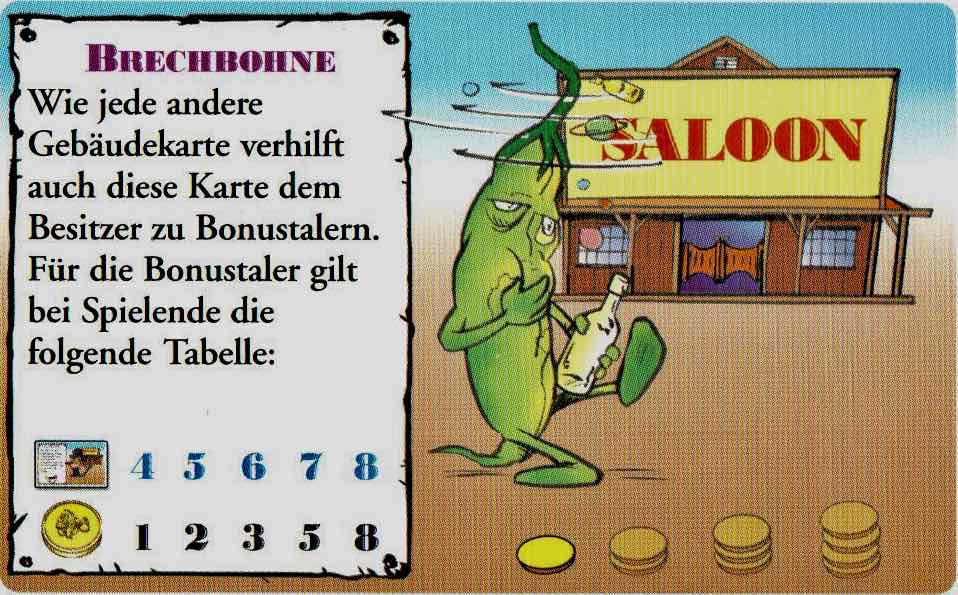 BRECHBOHNE
Wie jede andere
Gebäudekarte verhilft
auch diese Karte dem
Besitzer zu Bonustalern.
Für die Bonustaler gilt
bei Spielende die
folgende Tabelle:
4 5 6 7 8
1 2 3 5 8
SALOON